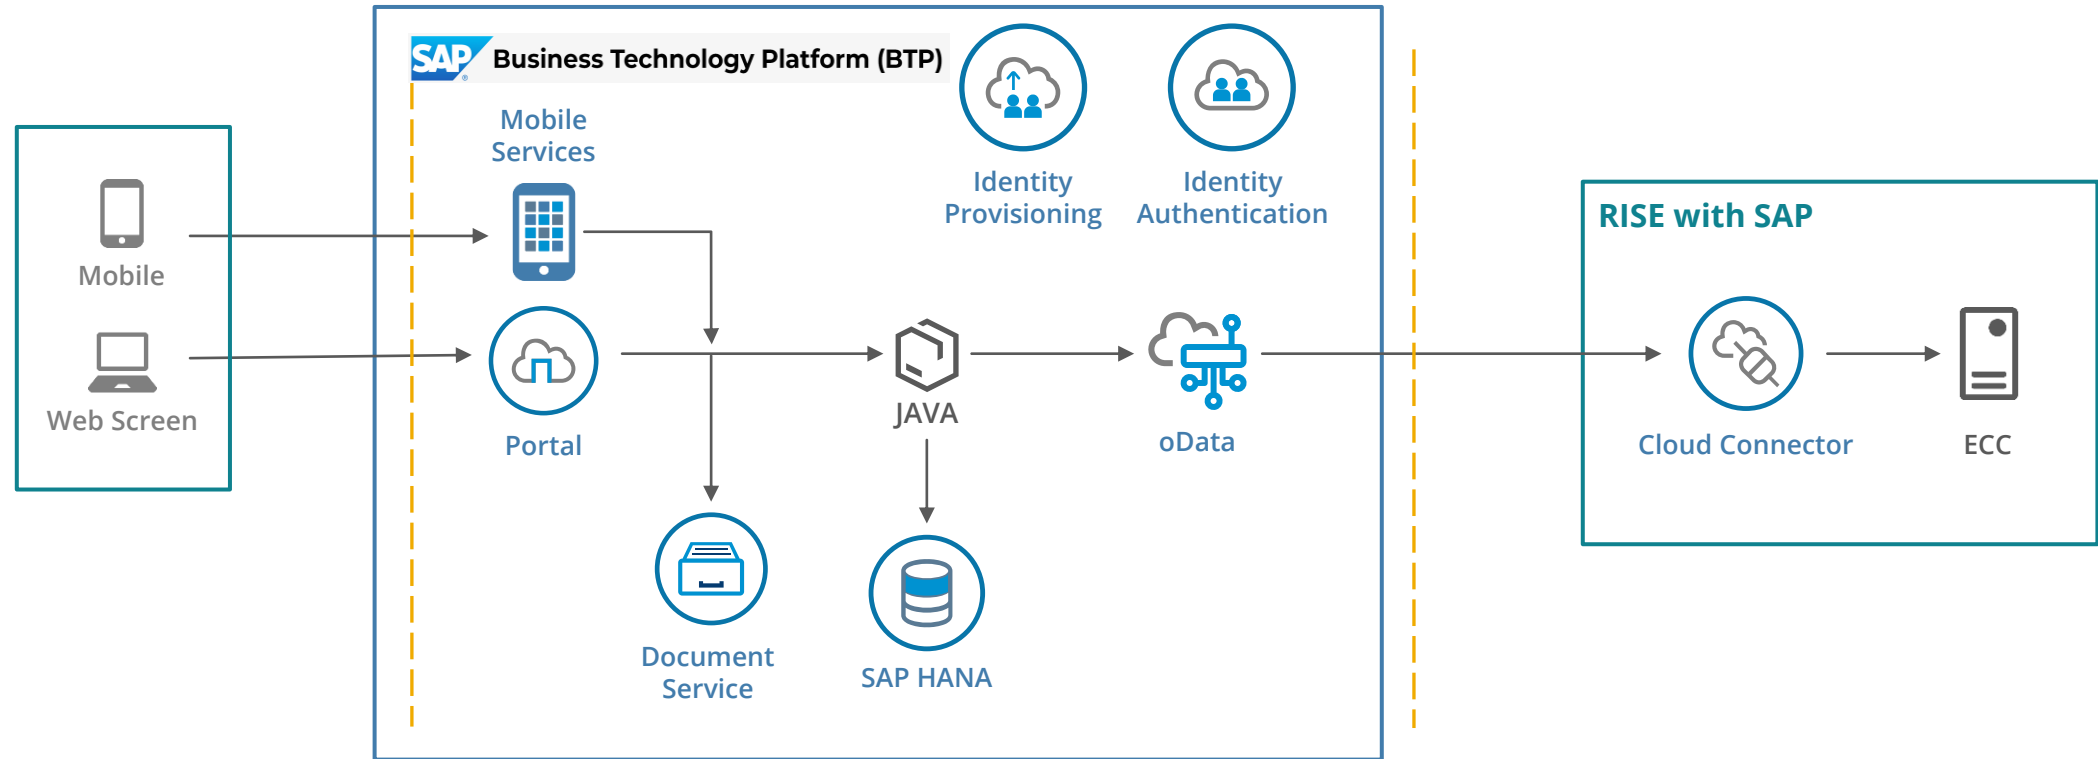 SAP
Business Technology Platform (BTP)
Mobile
Services
Identity
Provisioning
Identity
Authentication
RISE with SAP
Mobile
Web Screen
Portal
JAVA
oData
Cloud Connector
ECC
Document
Service
SAP HANA